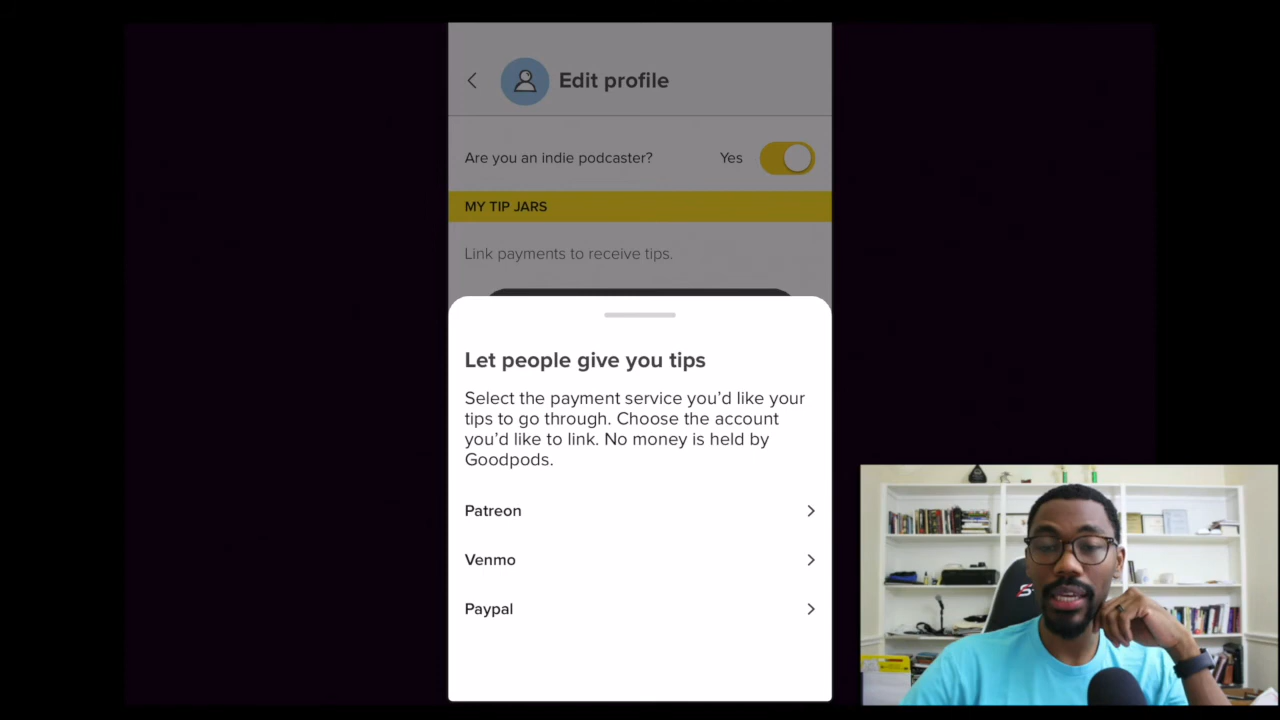 Edit profile
Are you an indie podcaster? Yes
MY TIP JARS
Link payments to receive tips.
Let people give you tips
Select the payment service you’d like your
tips to go through. Choose the account
you’d like to link. No money is held by
Goodpods.
Patreon
Venmo
Paypal